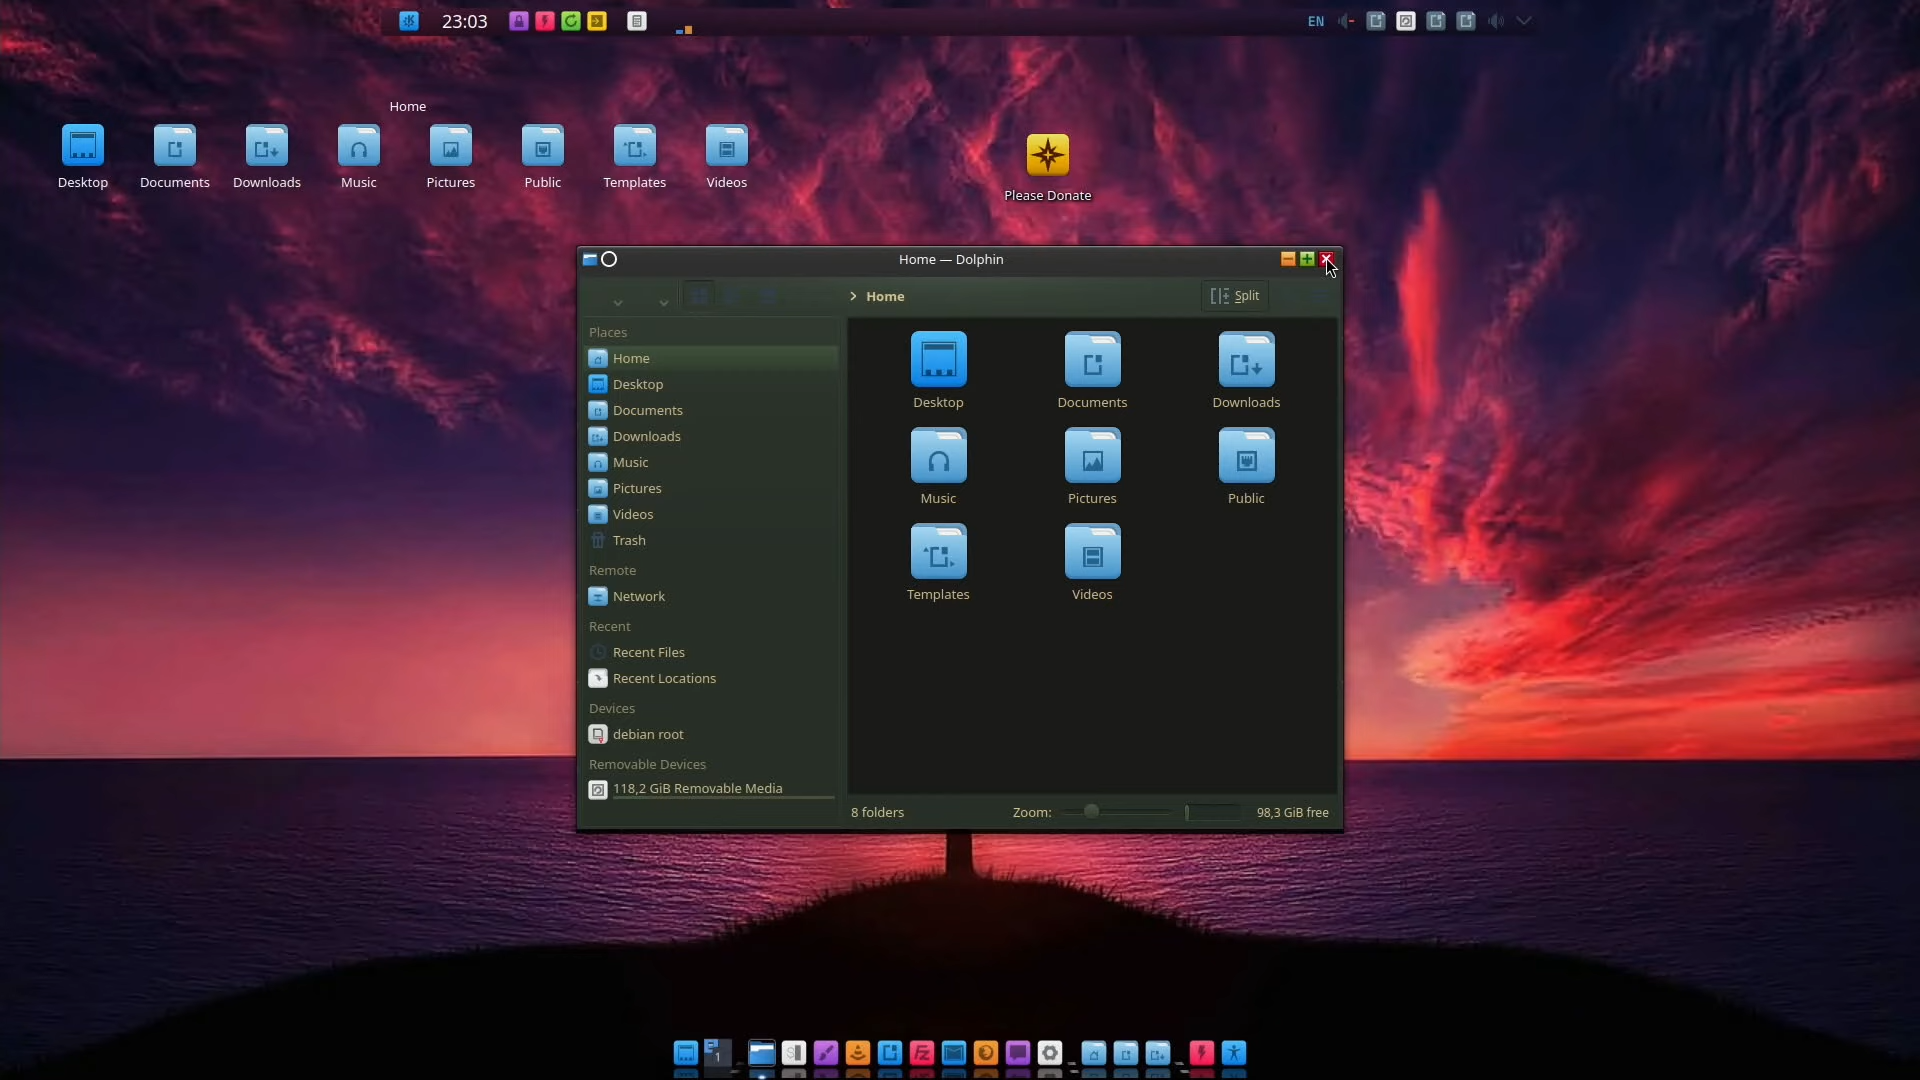 23:03
EN
Home
Desktop
Documents
Downloads
Music
Pictures
Public
Templates
Videos
Please Donate
Home — Dolphin
Home
Split
Places
Home
Desktop
Documents
Downloads
Music
Pictures
Videos
Trash
Remote
Network
Recent
Recent Files
Recent Locations
Devices
debian root
Removable Devices
118,2 GiB Removable Media
Desktop
Documents
Downloads
Music
Pictures
Public
Templates
Videos
8 folders
Zoom:
98,3 GiB free
1
Fz